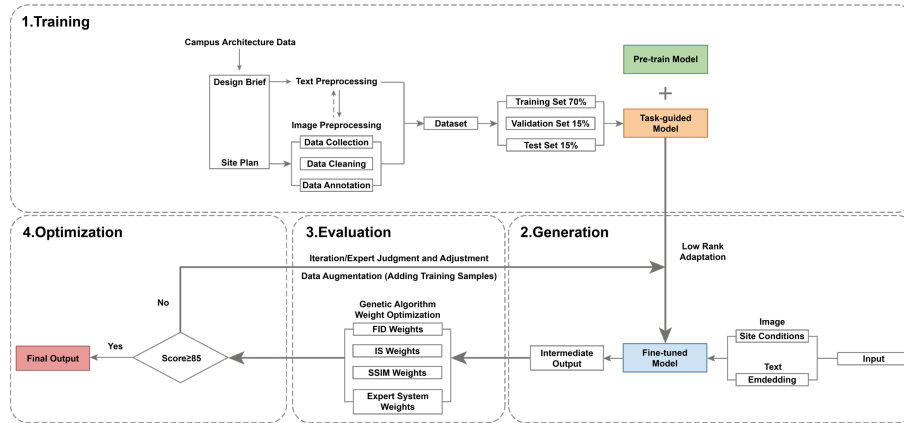 1.Training
Campus Architecture Data
Design Brief
Text Preprocessing
Image Preprocessing
Site Plan
Data Collection
Data Cleaning
Data Annotation
Dataset
Training Set 70%
Validation Set 15%
Test Set 15%
Pre-train Model
+
Task-guided
Model
4.Optimization
3.Evaluation
2.Generation
Low Rank
Adaptation
Iteration/Expert Judgment and Adjustment
Data Augmentation (Adding Training Samples)
No
Yes
Final Output
Score≥85
Genetic Algorithm
Weight Optimization
FID Weights
IS Weights
SSIM Weights
Expert System
Weights
Intermediate
Output
Fine-tuned
Model
Image
Site Conditions
Text
Emdedding
Input